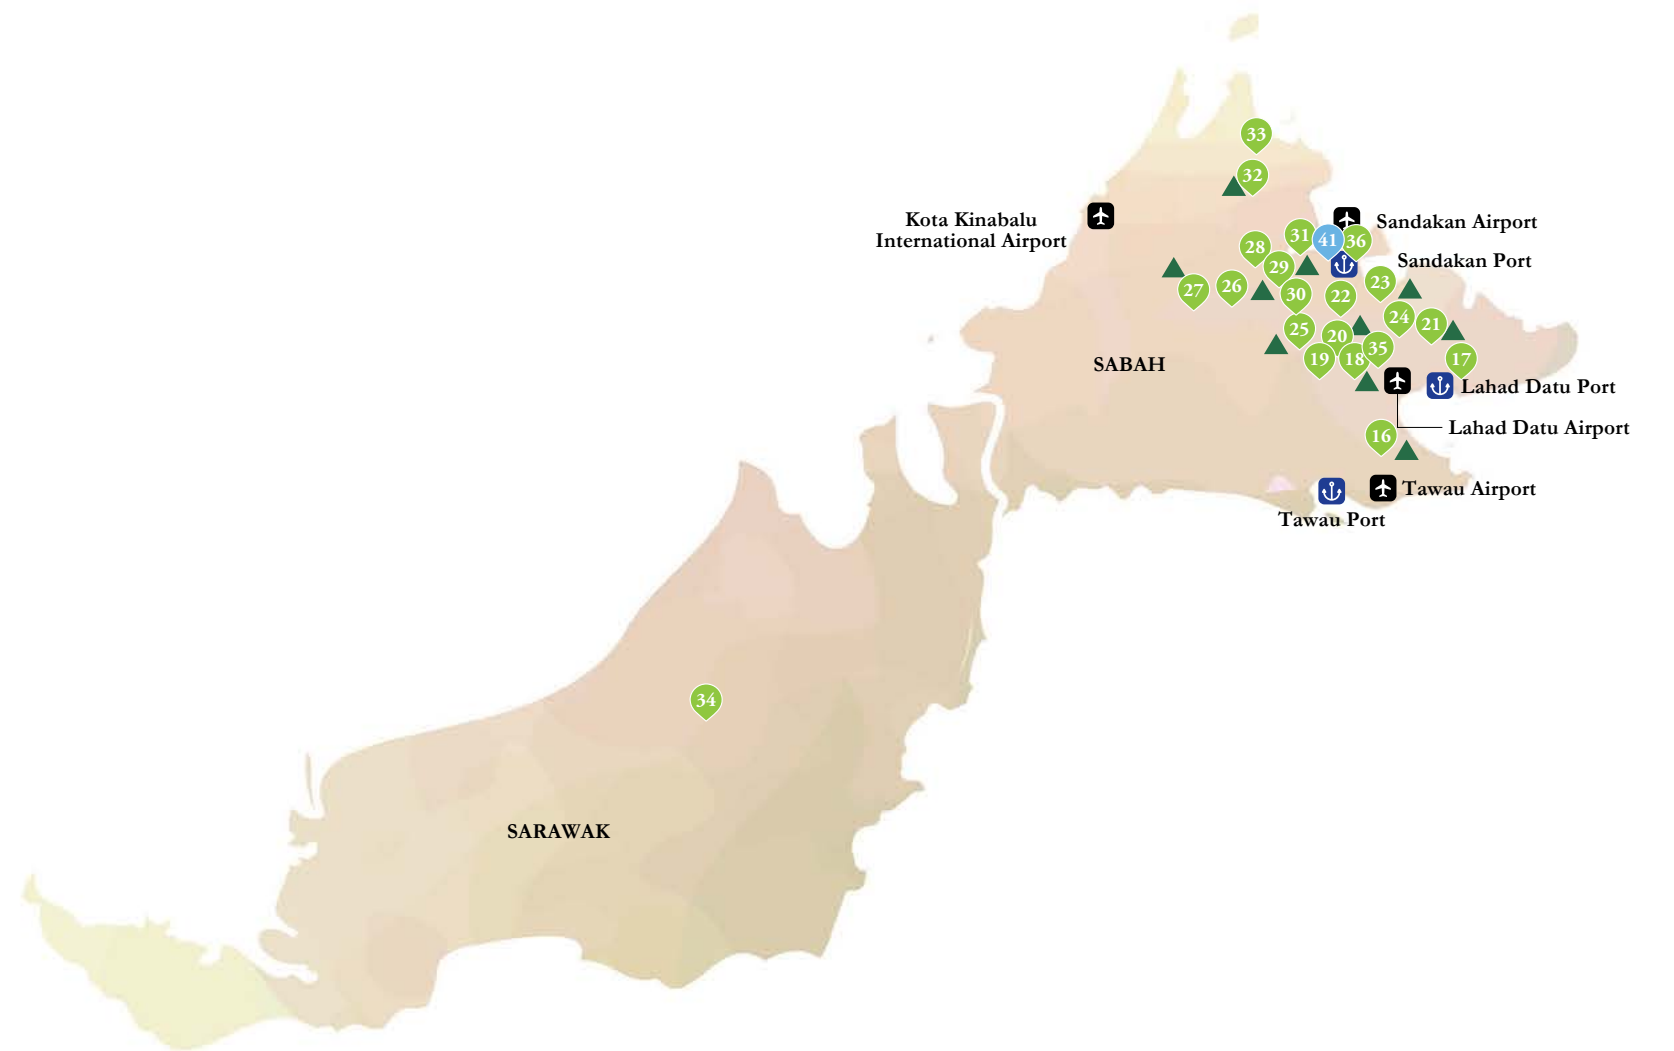 33
32
Kota Kinabalu
International Airport
Sandakan Airport
31
41
36
28
Sandakan Port
29
23
27
26
30
22
24
21
25
20
35
19
18
17
SABAH
Lahad Datu Port
Lahad Datu Airport
16
Tawau Airport
Tawau Port
34
SARAWAK